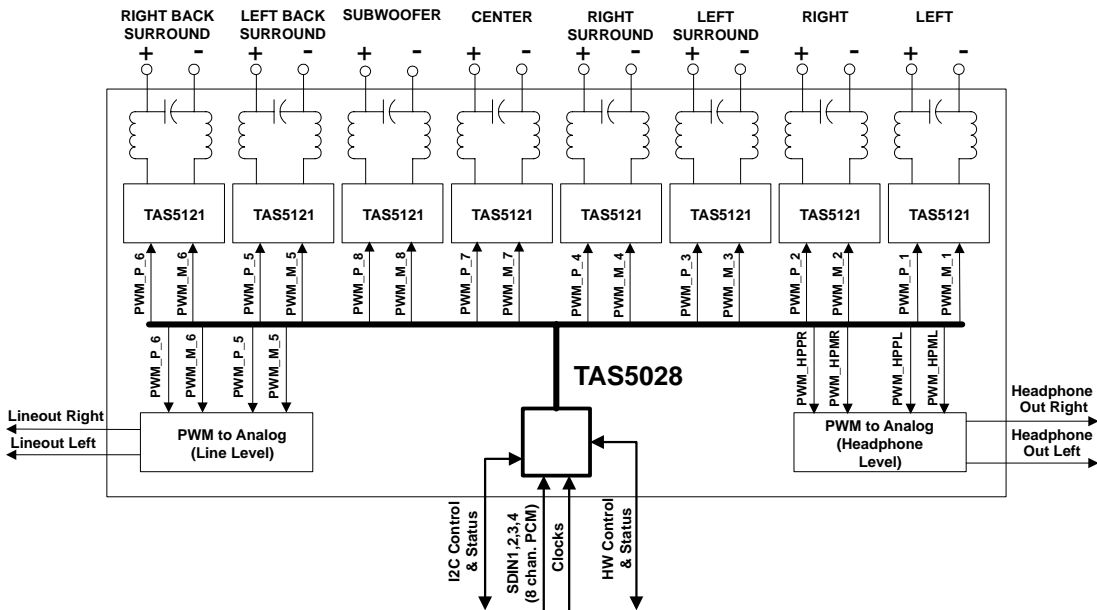 RIGHT BACK
SURROUND
LEFT BACK
SURROUND
SUBWOOFER
CENTER
RIGHT
SURROUND
LEFT
SURROUND
RIGHT
LEFT
+ -
+ -
+ -
+ -
+ -
+ -
+ -
+ -
TAS5121
TAS5121
TAS5121
TAS5121
TAS5121
TAS5121
TAS5121
TAS5121
PWM_P_6
PWM_M_6
PWM_P_5
PWM_M_5
PWM_P_8
PWM_M_8
PWM_P_7
PWM_M_7
PWM_P_4
PWM_M_4
PWM_P_3
PWM_M_3
PWM_P_2
PWM_M_2
PWM_P_1
PWM_M_1
PWM_P_6
PWM_M_6
PWM_P_5
PWM_M_5
TAS5028
PWM_HPPR
PWM_HPMR
PWM_HPPL
PWM_HPML
Lineout Right
Lineout Left
PWM to Analog
(Line Level)
PWM to Analog
(Headphone
Level)
Headphone
Out Right
Headphone
Out Left
I2C Control
& Status
SDIN1,2,3,4
(8 chan. PCM)
Clocks
HW Control
& Status